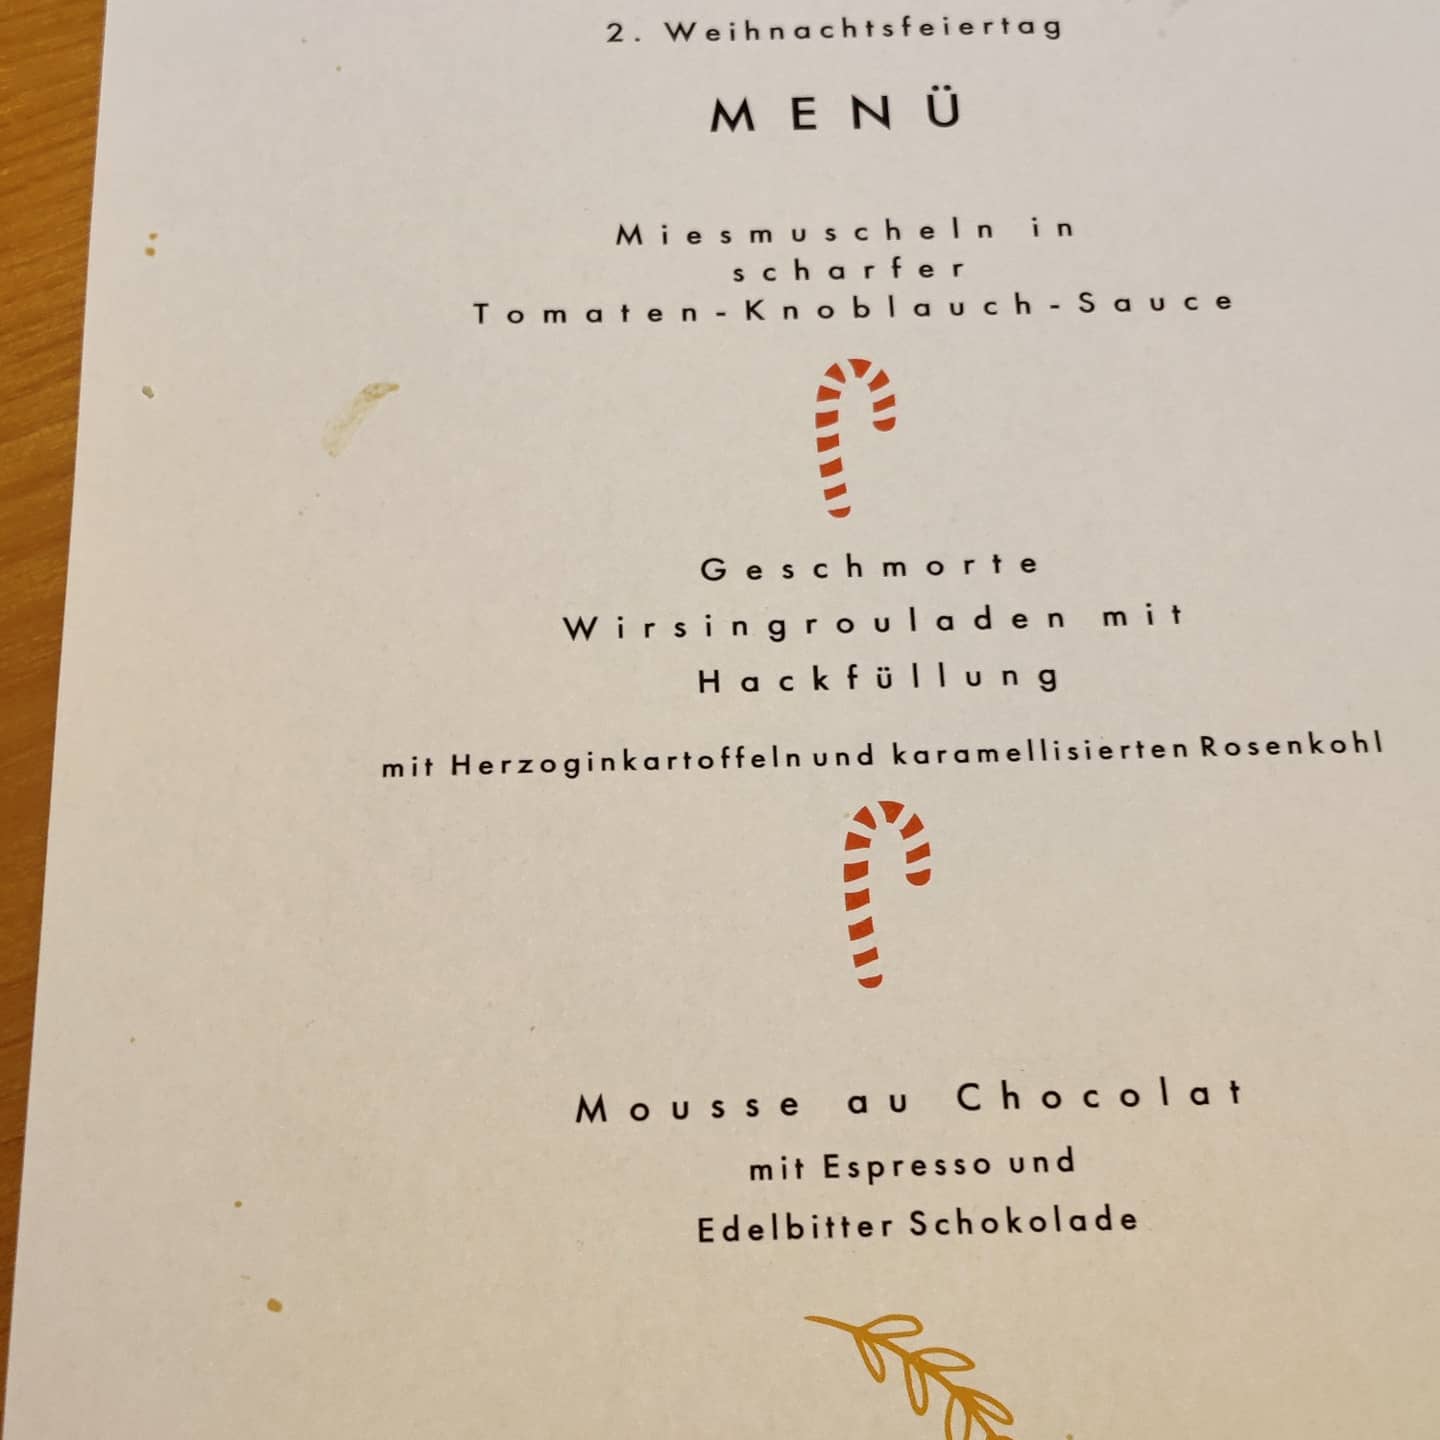 2. Weihnachtsfeiertag
MENÜ
Miesmuscheln in
scharfer
Tomaten-Knoblauch-Sauce
Geschmorte
Wirsingrouladen mit
Hackfüllung
mit Herzoginkartoffeln und karamellisierten Rosenkohl
Mousse au Chocolat
mit Espresso und
Edelbitter Schokolade